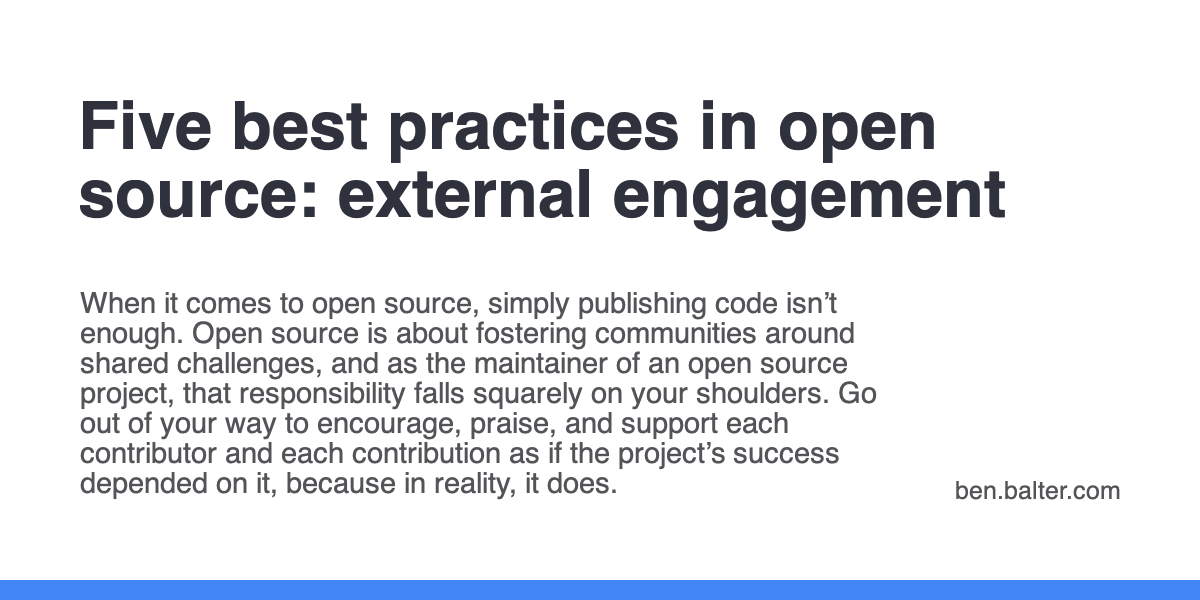 Five best practices in open
source: external engagement
When it comes to open source, simply publishing code isn’t
enough. Open source is about fostering communities around
shared challenges, and as the maintainer of an open source
project, that responsibility falls squarely on your shoulders. Go
out of your way to encourage, praise, and support each
contributor and each contribution as if the project’s success
depended on it, because in reality, it does.
ben.balter.com